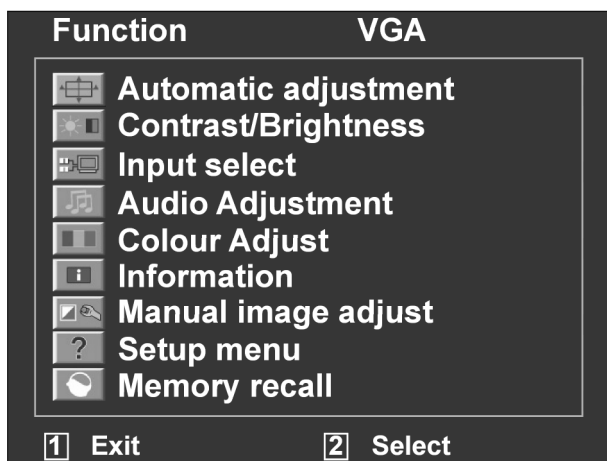 Function VGA
Automatic adjustment
Contrast/Brightness
Input select
Audio Adjustment
Colour Adjust
Information
Manual image adjust
? Setup menu
Memory recall
1 Exit 2 Select